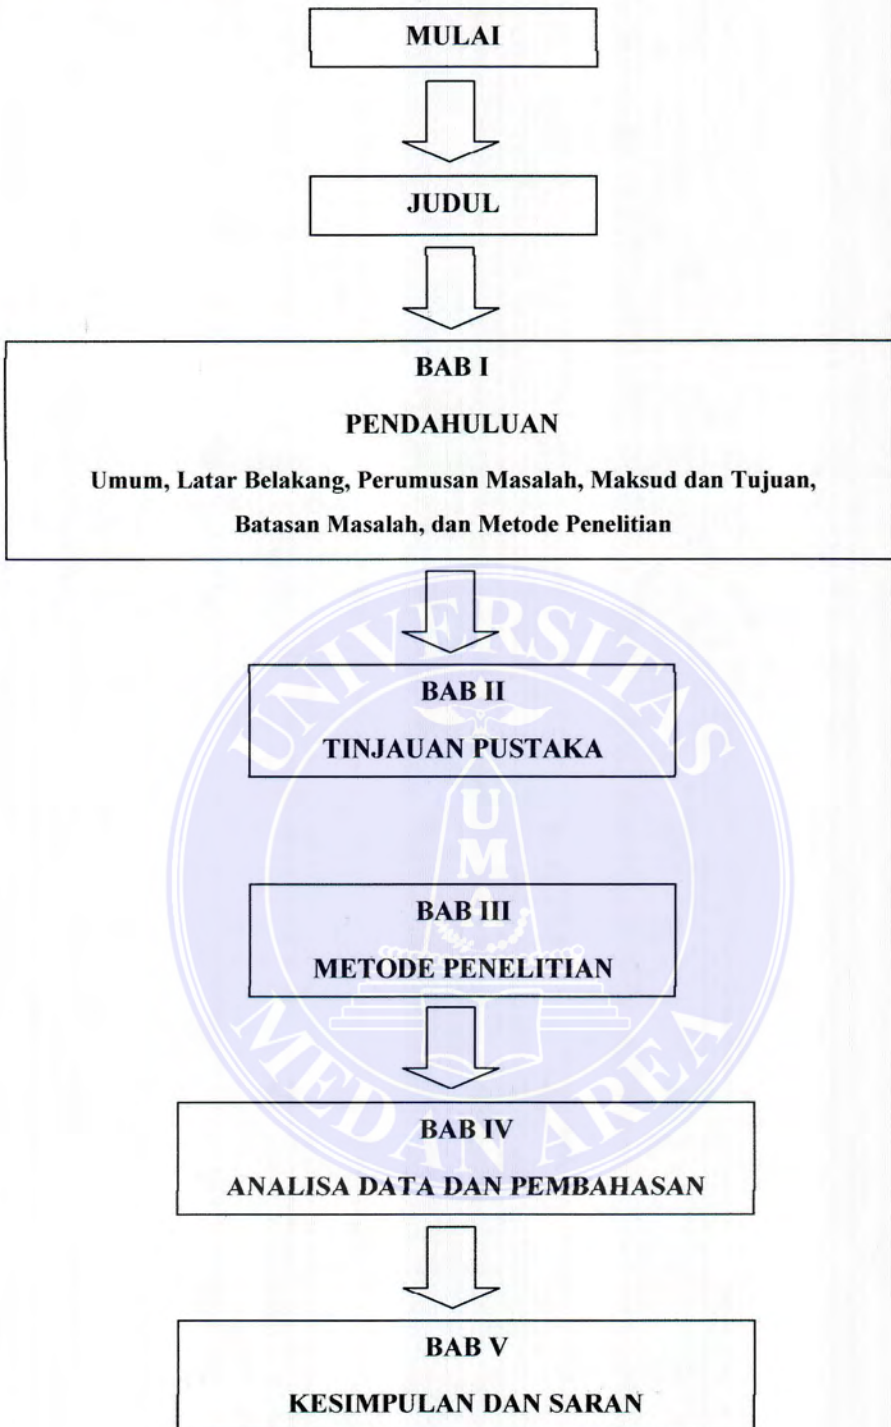 MULAI
JUDUL
BAB I
PENDAHULUAN
Umum, Latar Belakang, Perumusan Masalah, Maksud dan Tujuan,
Batasan Masalah, dan Metode Penelitian
UNIVERSITAS
BAB II
TINJAUAN PUSTAKA
UMA
BAB III
METODE PENELITIAN
MEDAN AREA
BAB IV
ANALISA DATA DAN PEMBAHASAN
BAB V
KESIMPULAN DAN SARAN